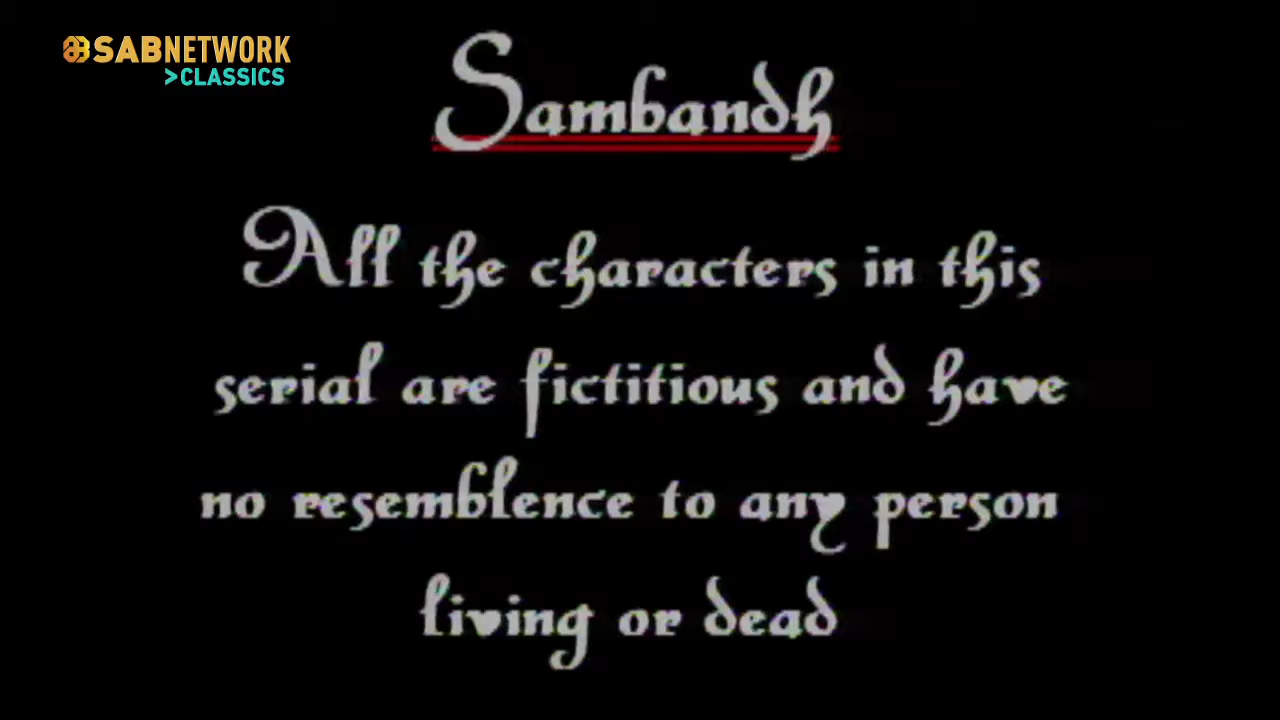 SABNETWORK
>CLASSICS
Sambandh
All the characters in this
serial are fictitious and have
no resemblence to any person
living or dead